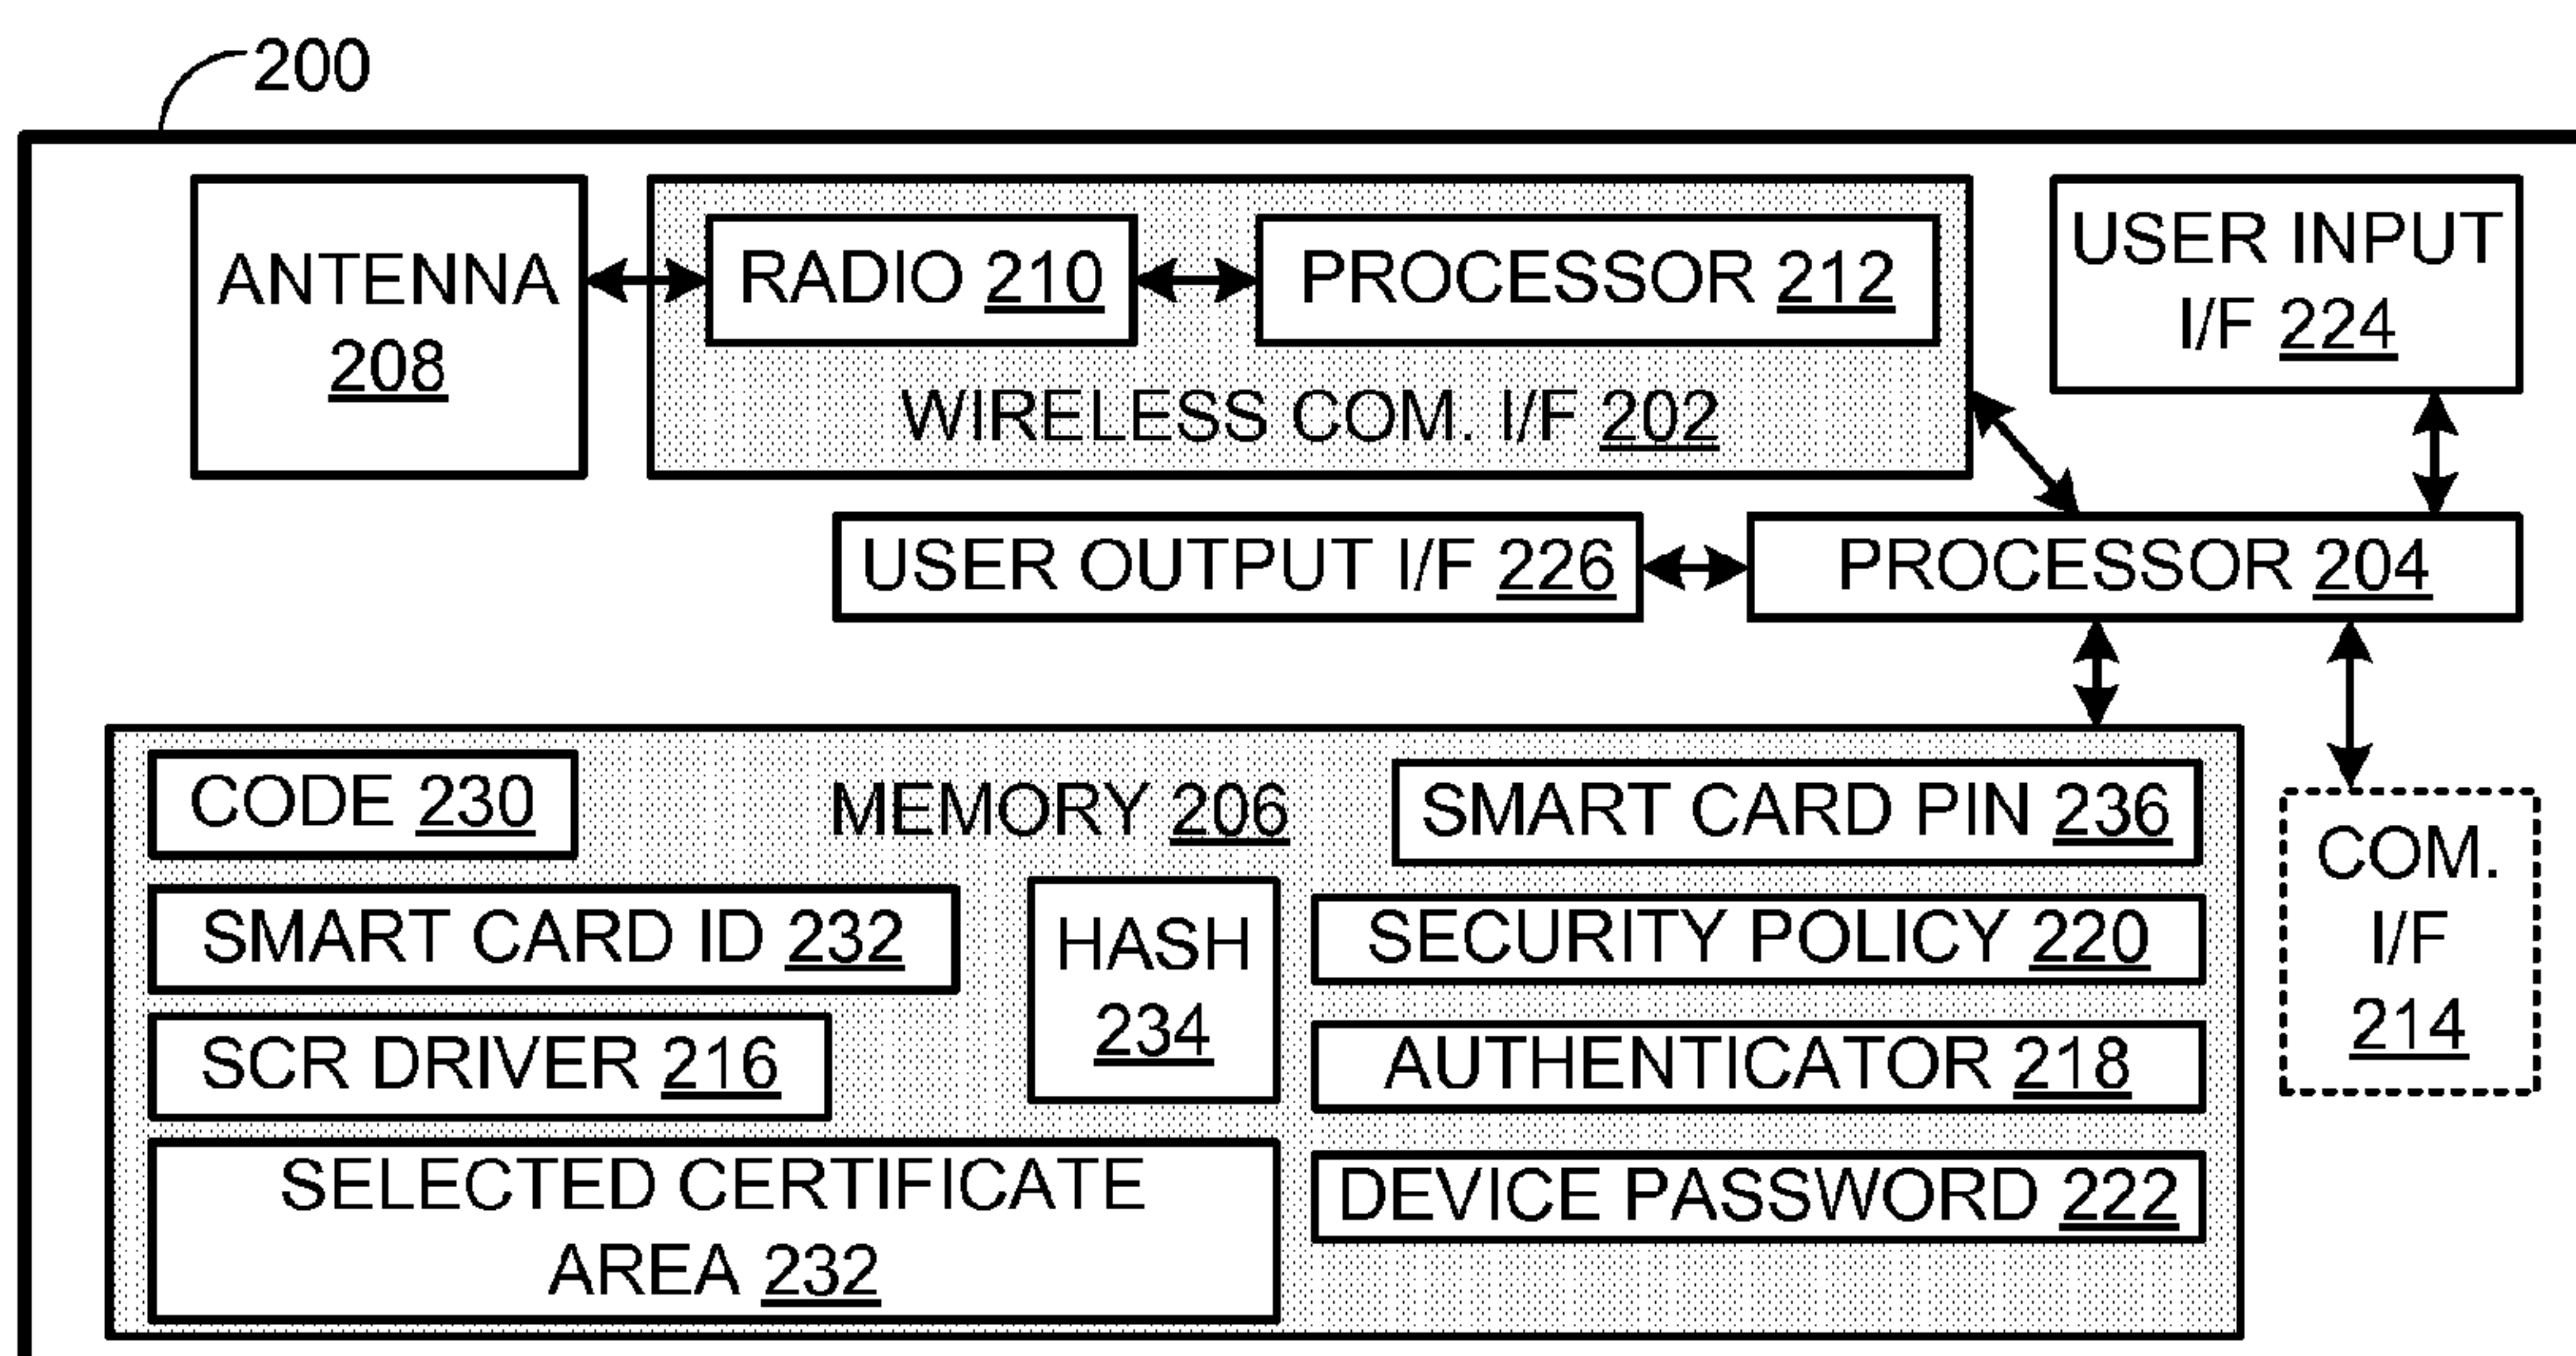 200
ANTENNA
208
RADIO 210
PROCESSOR 212
WIRELESS COM. I/F 202
USER INPUT
I/F 224
USER OUTPUT I/F 226
PROCESSOR 204
CODE 230
MEMORY 206
SMART CARD PIN 236
SMART CARD ID 232
HASH
234
SECURITY POLICY 220
SCR DRIVER 216
AUTHENTICATOR 218
SELECTED CERTIFICATE
AREA 232
DEVICE PASSWORD 222
COM.
I/F
214